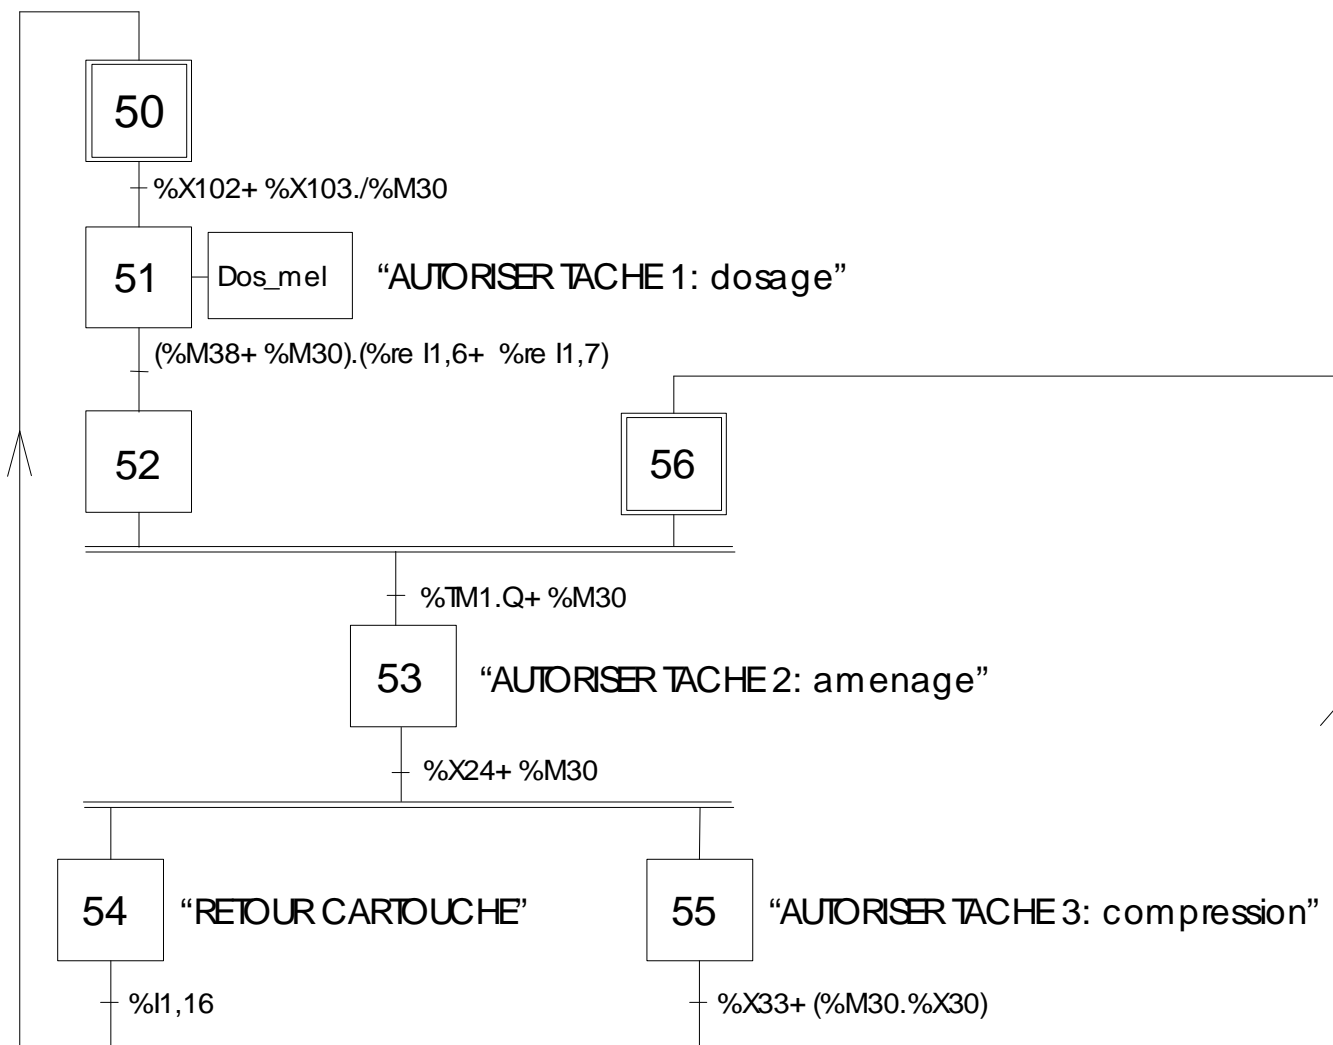 50
%X102+ %X103./%M30
51
Dos_mel
“AUTORISER TACHE 1: dosage”
(%M38+ %M30).(%re I1,6+ %re I1,7)
52
56
%TM1.Q+ %M30
53
“AUTORISER TACHE 2: amenage”
%X24+ %M30
54
“RETOUR CARTOUCHE”
55
“AUTORISER TACHE 3: compression”
%I1,16
%X33+ (%M30.%X30)